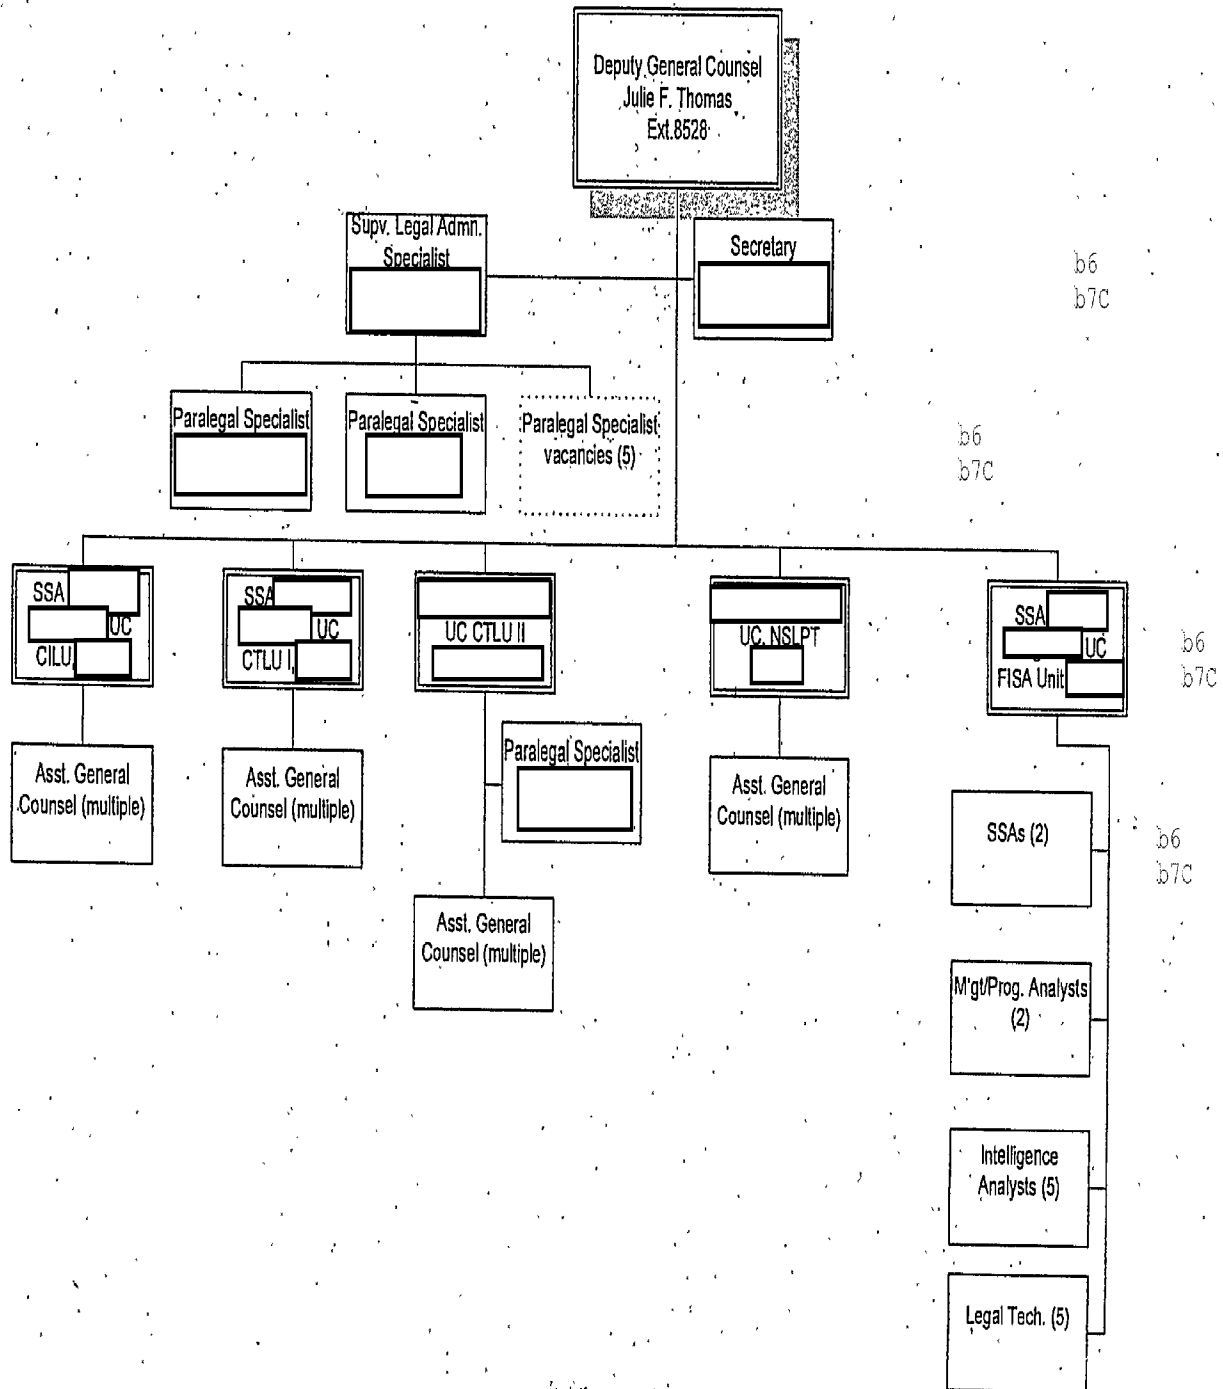 Deputy General Counsel
Julie F. Thomas
Ext.8528
Supv. Legal Admn.
Specialist
Secretary
b6
b7C
Paralegal Specialist
Paralegal Specialist
Paralegal Specialist
vacancies (5)
b6
b7C
SSA
UC
CILU,
SSA
UC
CTLU I,
UC CTLU II
UC, NSLPT
SSA
UC
FISA Unit
b6
b7C
Asst. General
Counsel (multiple)
Asst. General
Counsel (multiple)
Paralegal Specialist
Asst. General
Counsel (multiple)
Asst. General
Counsel (multiple)
SSAs (2)
b6
b7C
M'gt/Prog. Analysts
(2)
Intelligence
Analysts (5)
Legal Tech. (5)